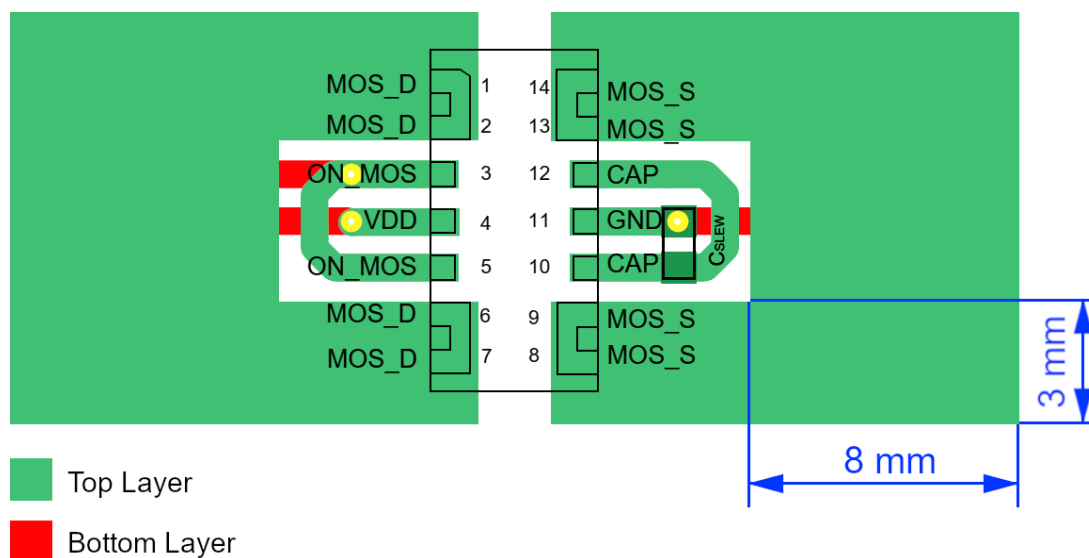 MOS_D 1 14 MOS_S
MOS_D 2 13 MOS_S
ON_MOS 3 12 CAP
VDD 4 11 GND
CSLEW
ON_MOS 5 10 CAP
MOS_D 6 9 MOS_S
MOS_D 7 8 MOS_S
3 mm
8 mm
Top Layer
Bottom Layer